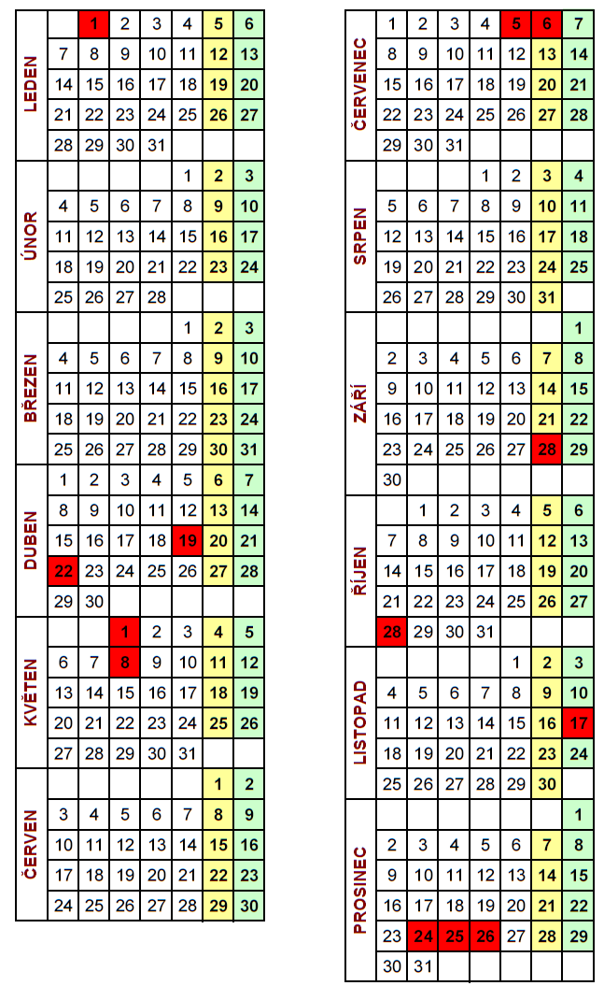 LEDEN
1 2 3 4 5 6
7 8 9 10 11 12 13
14 15 16 17 18 19 20
21 22 23 24 25 26 27
28 29 30 31
ÚNOR
1 2 3
4 5 6 7 8 9 10
11 12 13 14 15 16 17
18 19 20 21 22 23 24
25 26 27 28
BŘEZEN
1 2 3
4 5 6 7 8 9 10
11 12 13 14 15 16 17
18 19 20 21 22 23 24
25 26 27 28 29 30 31
DUBEN
1 2 3 4 5 6 7
8 9 10 11 12 13 14
15 16 17 18 19 20 21
22 23 24 25 26 27 28
29 30
KVĚTEN
1 2 3 4 5
6 7 8 9 10 11 12
13 14 15 16 17 18 19
20 21 22 23 24 25 26
27 28 29 30 31
ČERVEN
1 2
3 4 5 6 7 8 9
10 11 12 13 14 15 16
17 18 19 20 21 22 23
24 25 26 27 28 29 30
ČERVENEC
1 2 3 4 5 6 7
8 9 10 11 12 13 14
15 16 17 18 19 20 21
22 23 24 25 26 27 28
29 30 31
SRPEN
1 2 3 4
5 6 7 8 9 10 11
12 13 14 15 16 17 18
19 20 21 22 23 24 25
26 27 28 29 30 31
ZÁŘÍ
1
2 3 4 5 6 7 8
9 10 11 12 13 14 15
16 17 18 19 20 21 22
23 24 25 26 27 28 29
30
ŘÍJEN
1 2 3 4 5 6
7 8 9 10 11 12 13
14 15 16 17 18 19 20
21 22 23 24 25 26 27
28 29 30 31
LISTOPAD
1 2 3
4 5 6 7 8 9 10
11 12 13 14 15 16 17
18 19 20 21 22 23 24
25 26 27 28 29 30
PROSINEC
1
2 3 4 5 6 7 8
9 10 11 12 13 14 15
16 17 18 19 20 21 22
23 24 25 26 27 28 29
30 31